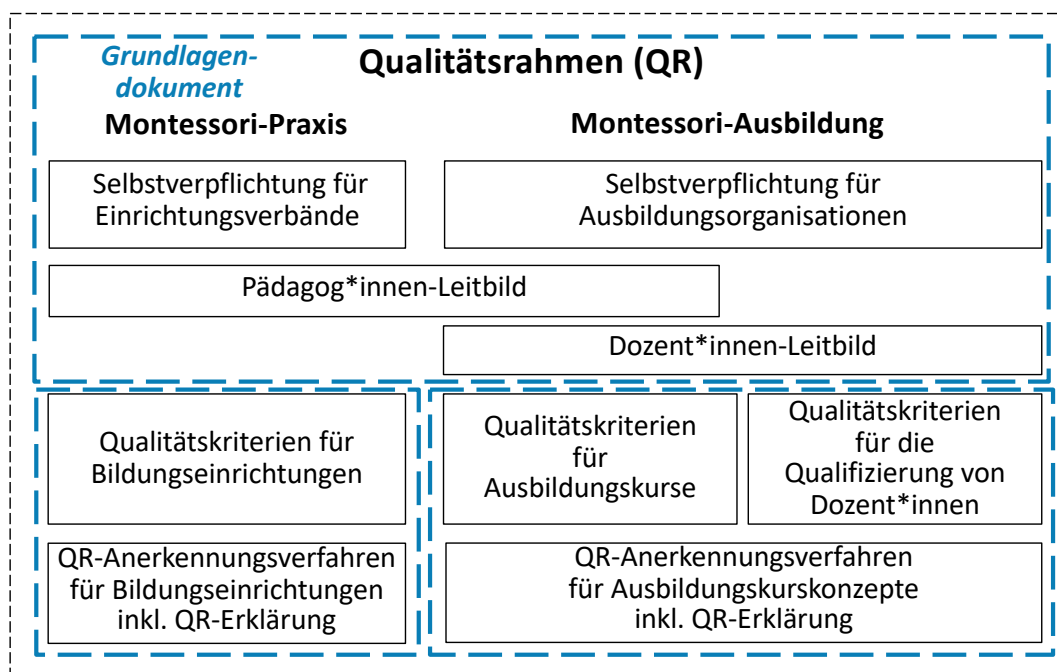 Grundlagen-
dokument
Qualitätsrahmen (QR)
Montessori-Praxis
Montessori-Ausbildung
Selbstverpflichtung für
Einrichtungsverbände
Selbstverpflichtung für
Ausbildungsorganisationen
Pädagog*innen-Leitbild
Dozent*innen-Leitbild
Qualitätskriterien für
Bildungseinrichtungen
Qualitätskriterien
für
Ausbildungskurse
Qualitätskriterien
für die
Qualifizierung von
Dozent*innen
QR-Anerkennungsverfahren
für Bildungseinrichtungen
inkl. QR-Erklärung
QR-Anerkennungsverfahren
für Ausbildungskurskonzepte
inkl. QR-Erklärung